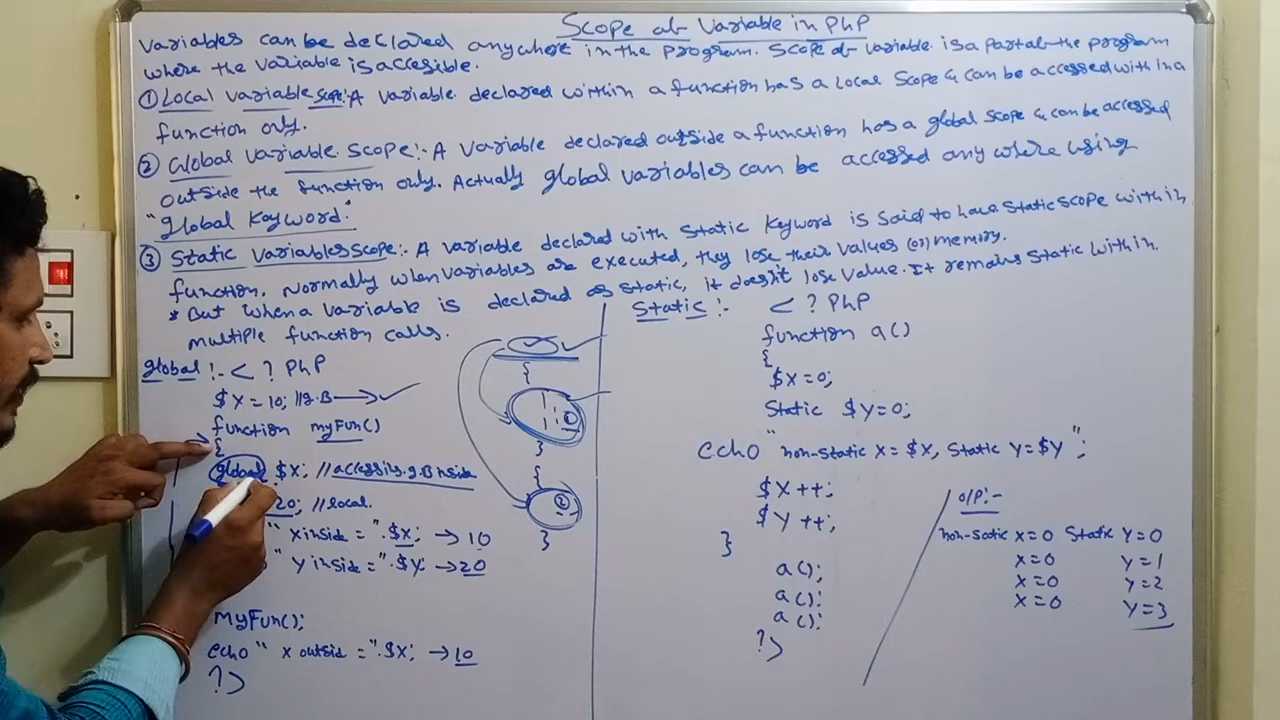 Scope of Variable in PHP
Variables can be declared anywhere in the program. Scope of variable is a part of the program
where the variable is accesible.
① Local variable scope:- A variable declared within a function has a Local Scope & can be accessed within a
function only.
② Global variable scope:- A variable declared outside a function has a global scope & can be accessed
outside the function only. Actually global variables can be accessed any where using
"global keyword."
③ Static variables scope:- A variable declared with static keyword is said to have static scope within
function. Normally when variables are executed, they lose their values (or) memory.
* But when a variable is declared as static, it doesn't lose value. It remains static within
multiple function calls.
global :- < ? PHP
$x = 10; //g.B
function myFun()
{
global $x; //accessing g.B inside
20; //local.
"x inside = ".$x; → 10
"y inside = ".$y; → 20
myFun();
echo "x outsid = ".$x; → 10
?>
{
①
}
{
②
}
Static :- < ? PHP
function a()
{
$x=0;
Static $y=0;
echo "non-static x = $x, Static y=$y";
$x++;
$y++;
}
a();
a();
a();
?>
O/P:-
non-satic x=0 Static y=0
x=0 y=1
x=0 y=2
x=0 y=3